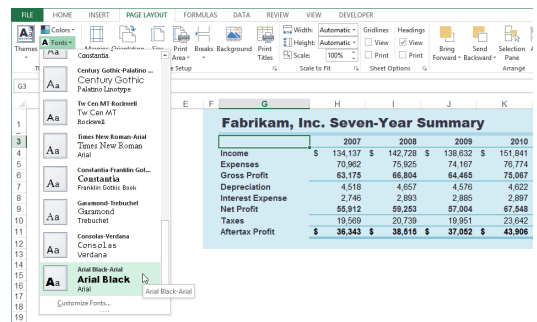 FILE HOME INSERT PAGE LAYOUT FORMULAS DATA REVIEW VIEW DEVELOPER
Colors
Fonts
Themes
Print Area
Breaks
Background
Print Titles
Width: Automatic
Height: Automatic
Scale: 100%
Gridlines Headings
View View
Print Print
Bring Forward
Send Backward
Selection Pane
Setup
Scale to Fit
Sheet Options
Arrange
G3
Constantia
Century Gothic-Palatino ...
Century Gothic
Palatino Linotype
Tw Cen MT-Rockwell
Tw Cen MT
Rockwell
Times New Roman-Arial
Times New Roman
Arial
Constantia-Franklin Got...
Constantia
Franklin Gothic Book
Garamond-Trebuchet
Garamond
Trebuchet
Consolas-Verdana
Consolas
Verdana
Arial Black-Arial
Arial Black
Arial
Customize Fonts...
Arial Black-Arial
Aa
Aa
Aa
Aa
Aa
Aa
Aa
Aa
E F G H I J K
1 Fabrikam, Inc. Seven-Year Summary
3 2007 2008 2009 2010
4 Income $ 134,137 $ 142,728 $ 138,632 $ 151,841
5 Expenses 70,962 75,925 74,167 76,774
6 Gross Profit 63,175 66,804 64,465 75,067
7 Depreciation 4,518 4,657 4,576 4,622
8 Interest Expense 2,746 2,893 2,885 2,897
9 Net Profit 55,912 59,253 57,004 67,548
10 Taxes 19,569 20,739 19,951 23,642
11 Aftertax Profit $ 36,343 $ 38,515 $ 37,052 $ 43,906
12
13
14
15
16
17
18
19